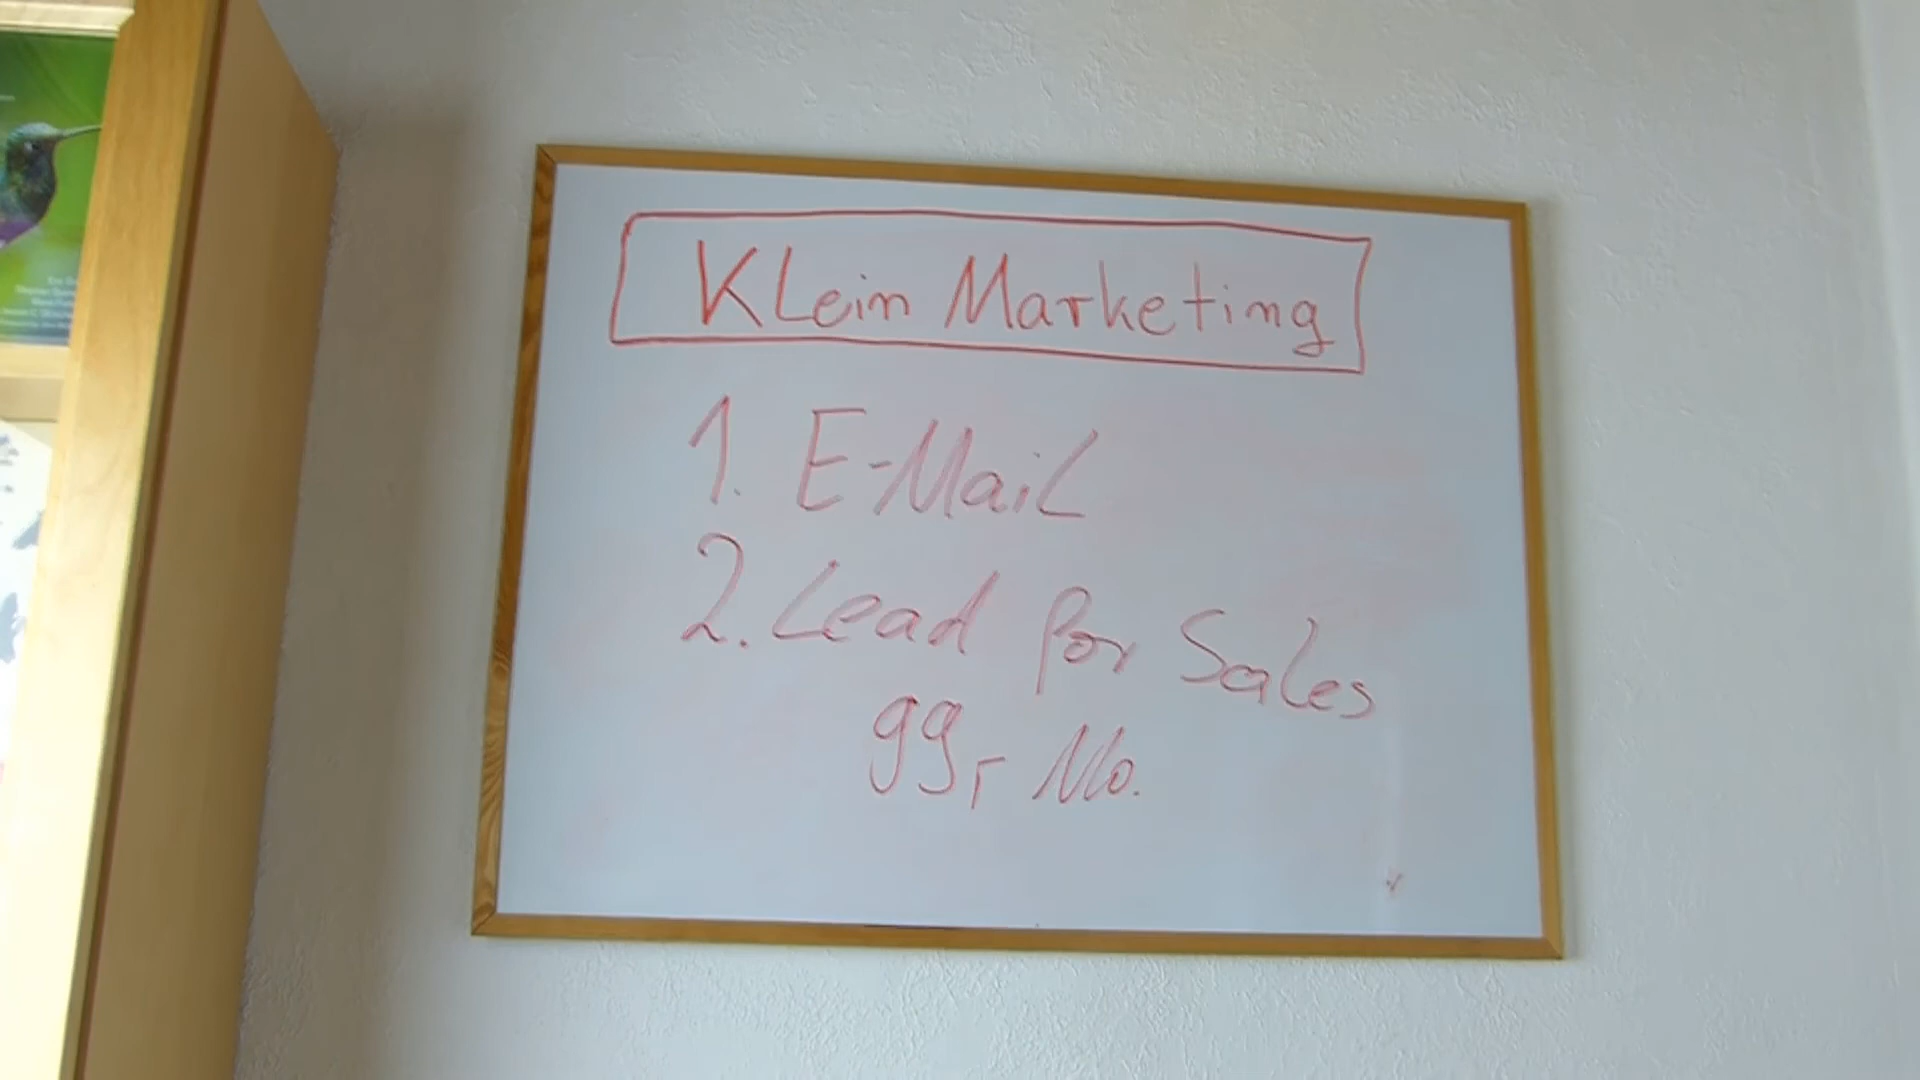 KLein Marketing
1. E-MaiL
2. Lead for Sales
99,- Mo.